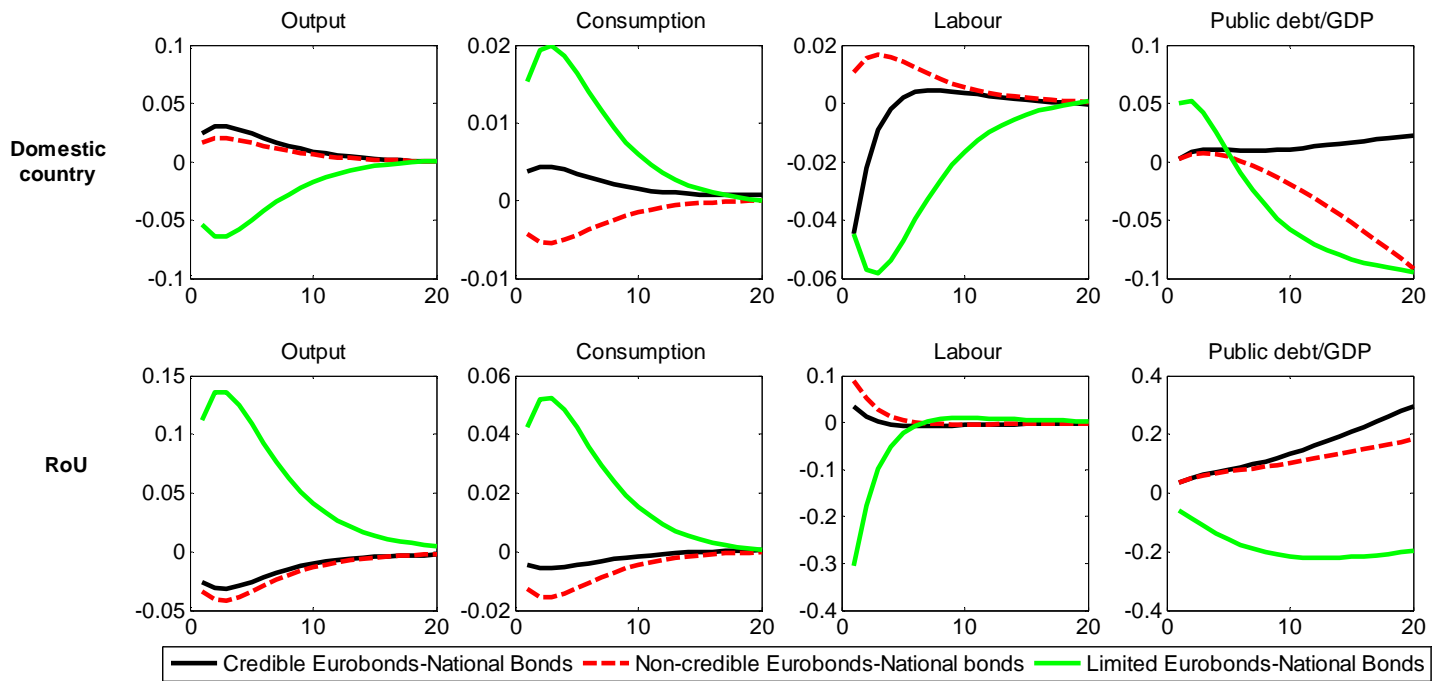 Output Consumption Labour Public debt/GDP
0.1 0.02 0.02 0.1
0.05 0.01 0 0.05
0 0 -0.02 0
-0.05 -0.04 -0.05
-0.1 -0.01 -0.06 -0.1
0 10 20 0 10 20 0 10 20 0 10 20
Domestic
country
Output Consumption Labour Public debt/GDP
0.15 0.06 0.1 0.4
0.1 0.04 0 0.2
0.05 0.02 -0.1 0
0 0 -0.2 -0.2
-0.3
-0.05 -0.02 -0.4 -0.4
0 10 20 0 10 20 0 10 20 0 10 20
RoU
Credible Eurobonds-National Bonds Non-credible Eurobonds-National bonds Limited Eurobonds-National Bonds